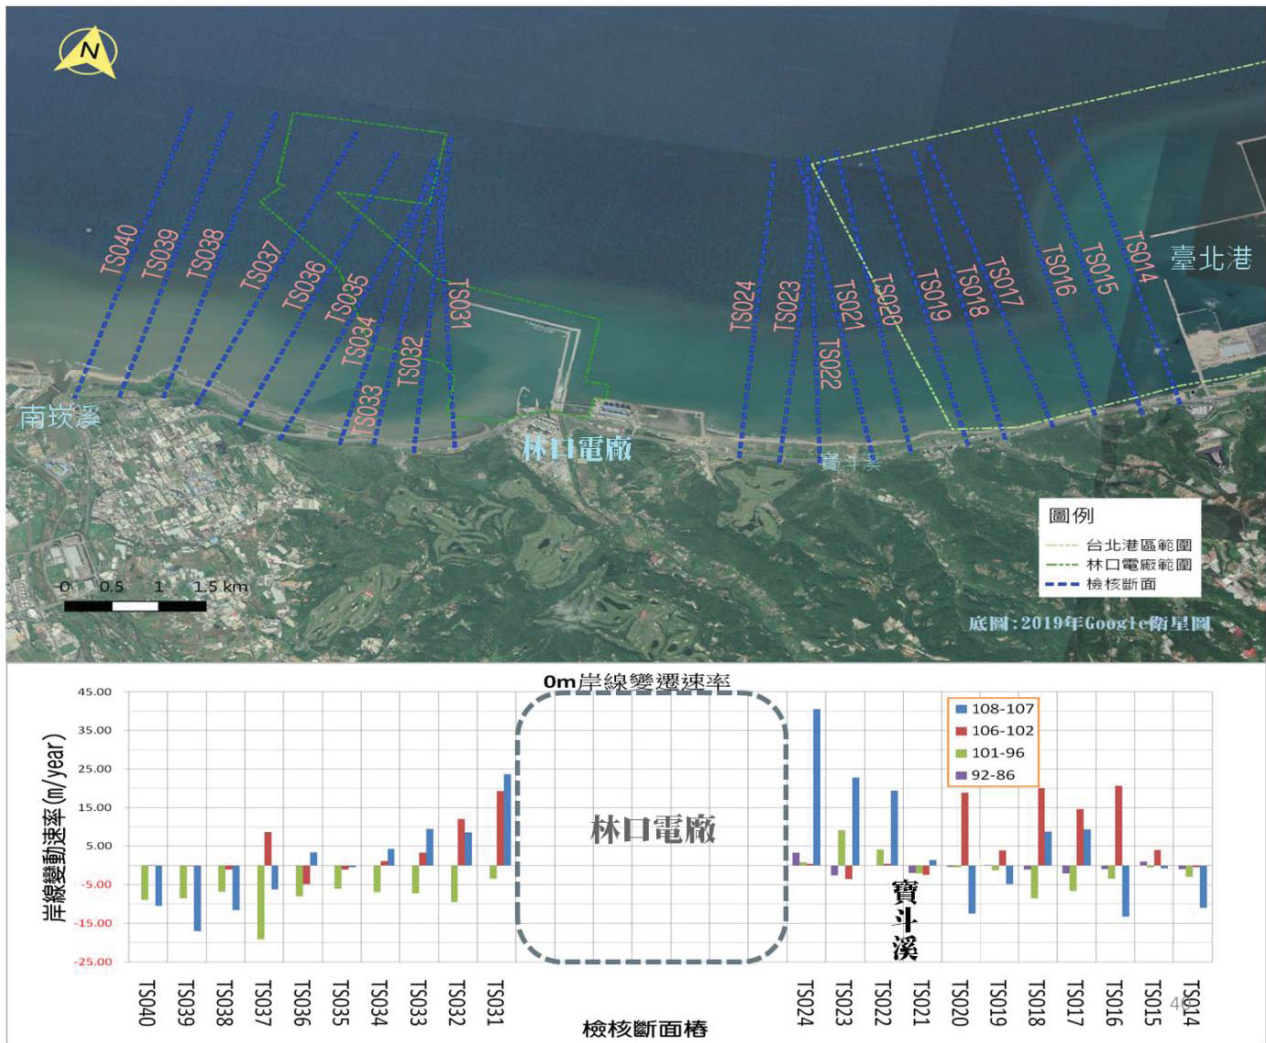 N
TS040
TS039
TS038
TS037
TS036
TS035
TS034
TS033
TS032
TS031
TS024
TS023
TS022
TS021
TS020
TS019
TS018
TS017
TS016
TS015
TS014
臺北港
南崁溪
林口電廠
寶斗溪
圖例
台北港區範圍
林口電廠範圍
檢核斷面
0 0.5 1 1.5 km
底圖:2019年Google衛星圖
0m岸線變遷速率
45.00
35.00
25.00
15.00
5.00
-5.00
-15.00
-25.00
岸線變動速率(m/year)
108-107
106-102
101-96
92-86
林口電廠
寶斗溪
TS040 TS039 TS038 TS037 TS036 TS035 TS034 TS033 TS032 TS031 TS024 TS023 TS022 TS021 TS020 TS019 TS018 TS017 TS016 TS015 TS014
檢核斷面樁